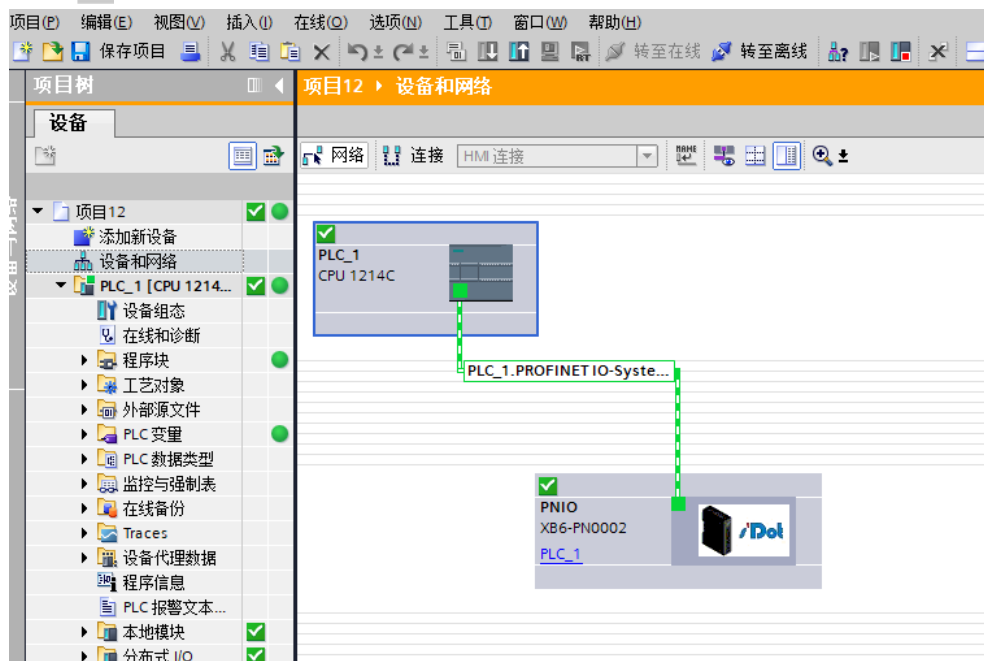 项目(P) 编辑(E) 视图(V) 插入(I) 在线(O) 选项(N) 工具(T) 窗口(W) 帮助(H)
保存项目 转至在线 转至离线
项目树
项目12 设备和网络
设备
网络 连接 HMI 连接
项目12
添加新设备
设备和网络
PLC_1 [CPU 1214...
设备组态
在线和诊断
程序块
工艺对象
外部源文件
PLC 变量
PLC 数据类型
监控与强制表
在线备份
Traces
设备代理数据
程序信息
PLC 报警文本...
本地模块
分布式 I/O
PLC_1
CPU 1214C
PLC_1.PROFINET IO-Syste...
PNIO
XB6-PN0002
PLC_1